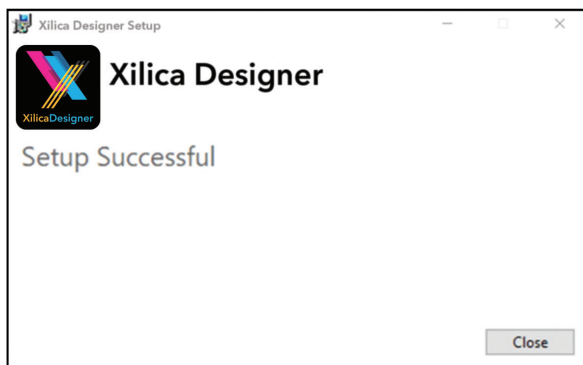 Xilica Designer Setup
Xilica Designer
XilicaDesigner
Setup Successful
Close